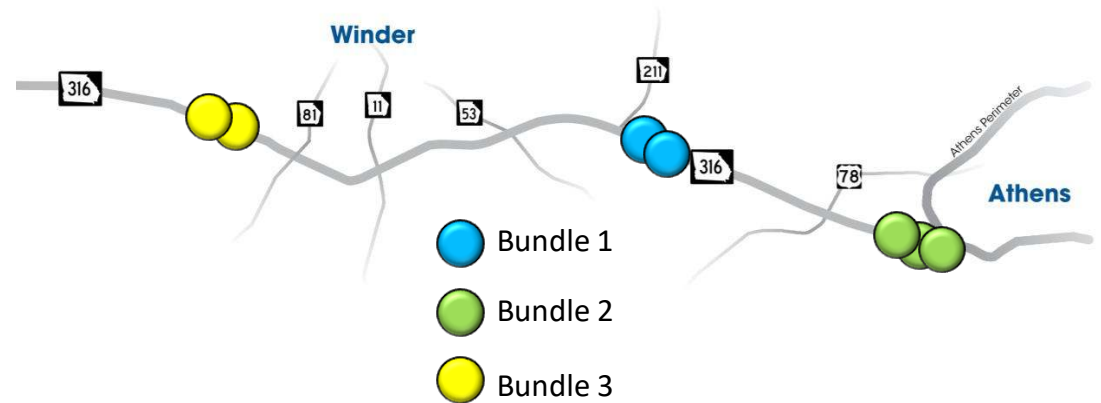 Winder
316
81
11
53
211
316
78
Athens Perimeter
Athens
Bundle 1
Bundle 2
Bundle 3